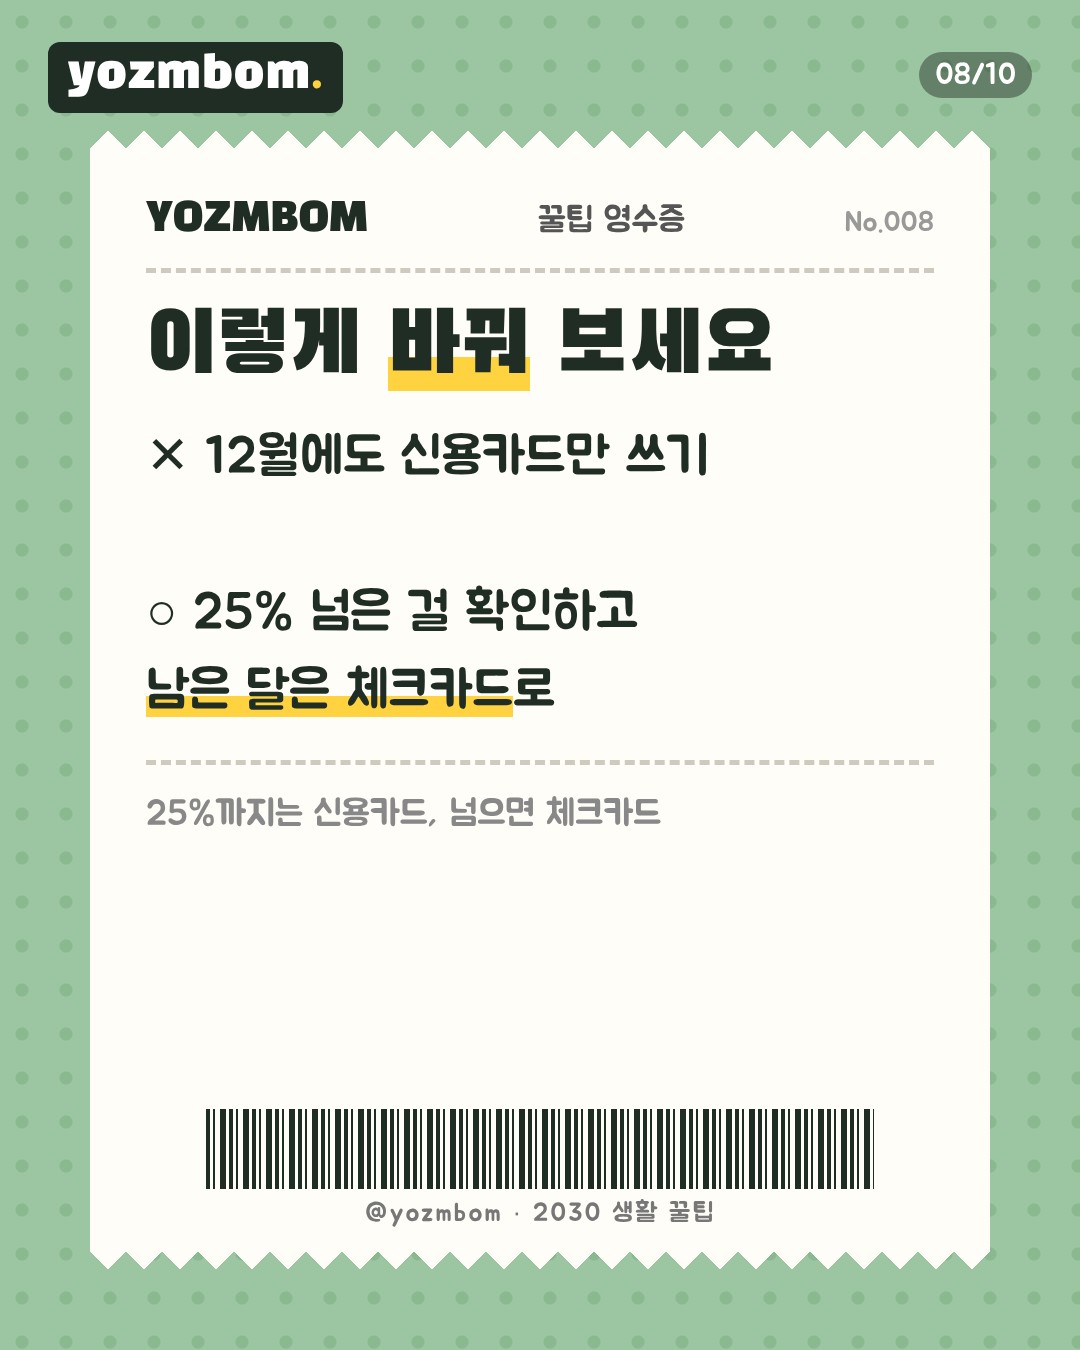 yozmbom.
08/10
YOZMBOM 꿀팁 영수증 No.008
이렇게 바꿔 보세요
✕ 12월에도 신용카드만 쓰기
○ 25% 넘은 걸 확인하고
남은 달은 체크카드로
25%까지는 신용카드, 넘으면 체크카드
@yozmbom · 2030 생활 꿀팁